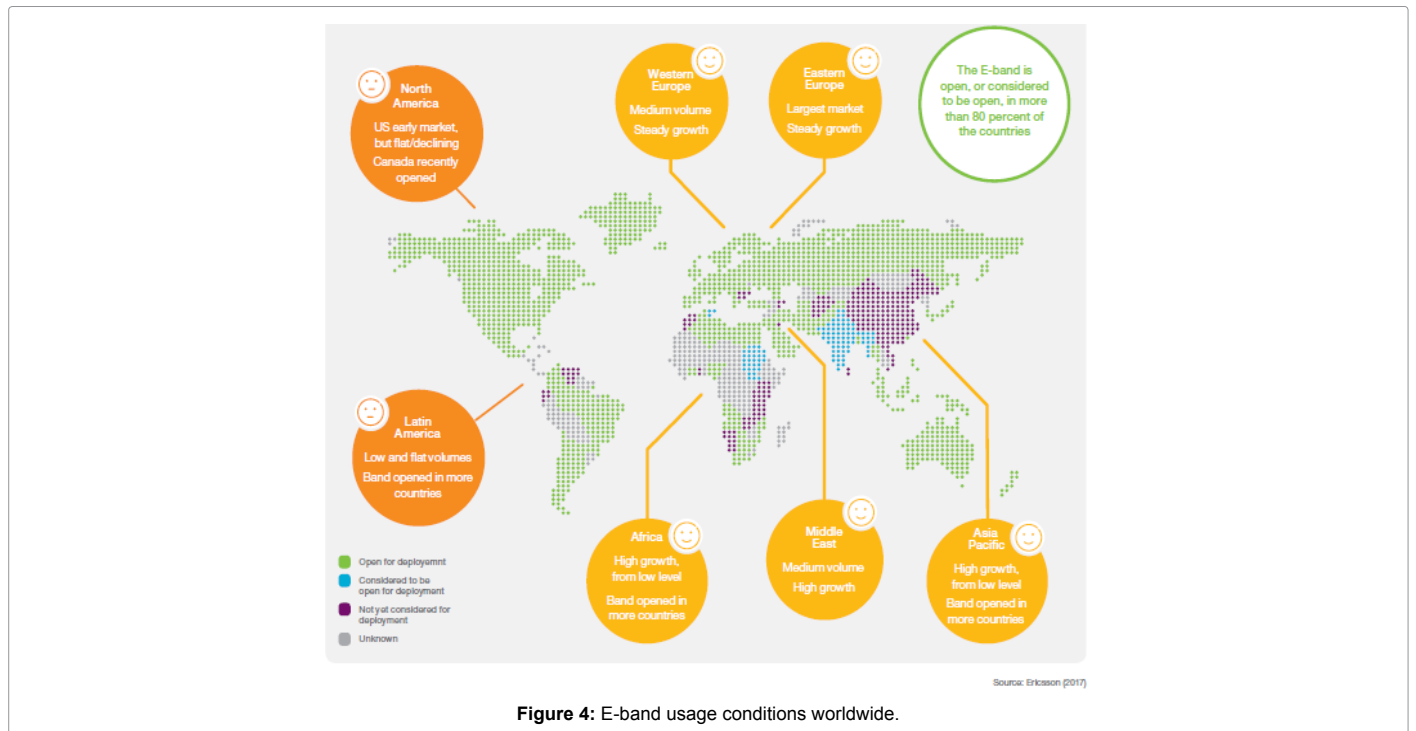 North
America
US early market,
but flat/declining
Canada recently
opened
Western
Europe
Medium volume
Steady growth
Eastern
Europe
Largest market
Steady growth
The E-band is
open, or considered
to be open, in more
than 80 percent of
the countries
Latin
America
Low and flat volumes
Band opened in more
countries
Africa
High growth,
from low level
Band opened in
more countries
Middle
East
Medium volume
High growth
Asia
Pacific
High growth,
from low level
Band opened in
more countries
Open for deployemnt
Considered to be
open for deployment
Not yet considered for
deployment
Unknown
Source: Ericsson (2017)
Figure 4: E-band usage conditions worldwide.